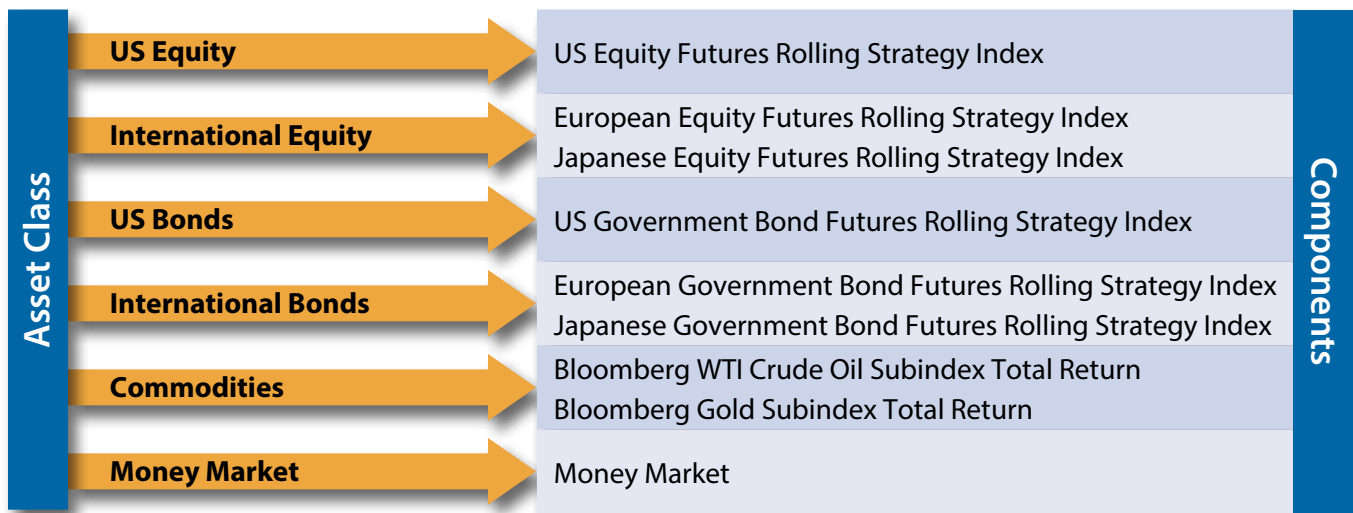 Asset Class
US Equity
US Equity Futures Rolling Strategy Index
International Equity
European Equity Futures Rolling Strategy Index
Japanese Equity Futures Rolling Strategy Index
US Bonds
US Government Bond Futures Rolling Strategy Index
International Bonds
European Government Bond Futures Rolling Strategy Index
Japanese Government Bond Futures Rolling Strategy Index
Commodities
Bloomberg WTI Crude Oil Subindex Total Return
Bloomberg Gold Subindex Total Return
Money Market
Money Market
Components